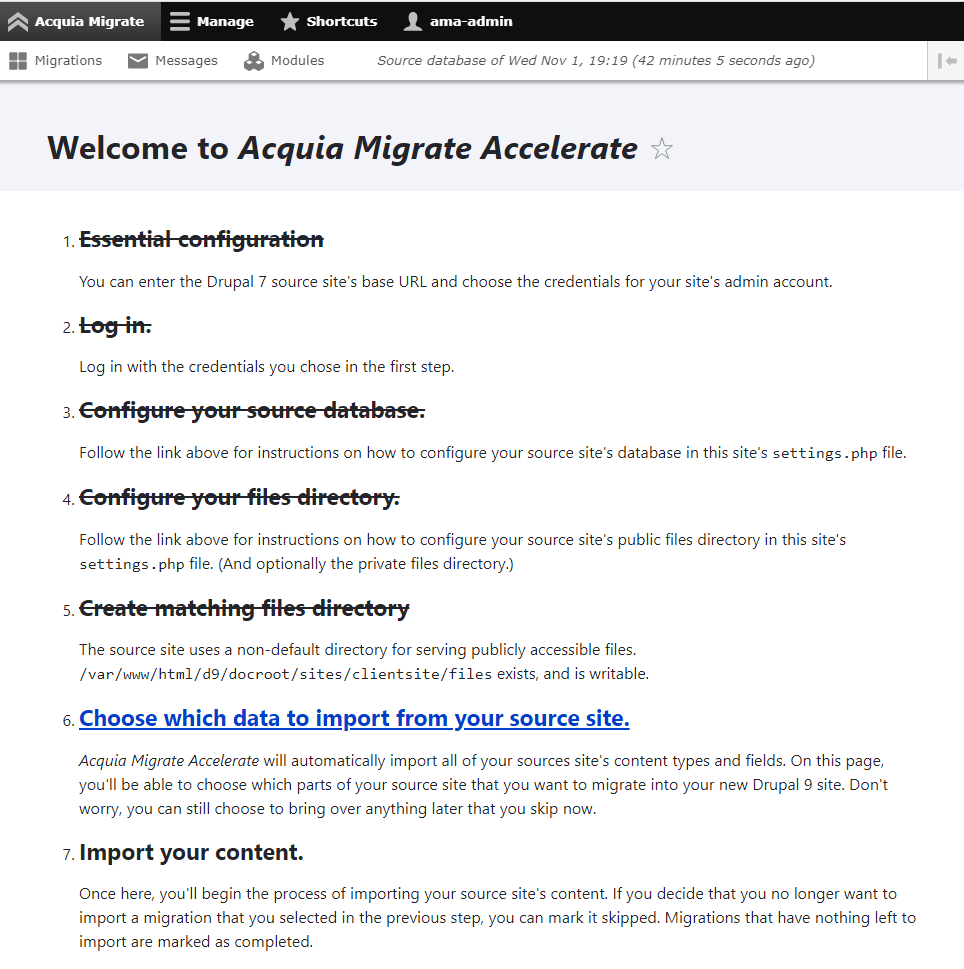 Acquia Migrate Manage Shortcuts ama-admin
Migrations Messages Modules Source database of Wed Nov 1, 19:19 (42 minutes 5 seconds ago)
Welcome to Acquia Migrate Accelerate
1. Essential configuration
You can enter the Drupal 7 source site's base URL and choose the credentials for your site's admin account.
2. Log in.
Log in with the credentials you chose in the first step.
3. Configure your source database.
Follow the link above for instructions on how to configure your source site's database in this site's settings.php file.
4. Configure your files directory.
Follow the link above for instructions on how to configure your source site's public files directory in this site's
settings.php file. (And optionally the private files directory.)
5. Create matching files directory
The source site uses a non-default directory for serving publicly accessible files.
/var/www/html/d9/docroot/sites/clientsite/files exists, and is writable.
6. Choose which data to import from your source site.
Acquia Migrate Accelerate will automatically import all of your sources site's content types and fields. On this page,
you'll be able to choose which parts of your source site that you want to migrate into your new Drupal 9 site. Don't
worry, you can still choose to bring over anything later that you skip now.
7. Import your content.
Once here, you'll begin the process of importing your source site's content. If you decide that you no longer want to
import a migration that you selected in the previous step, you can mark it skipped. Migrations that have nothing left to
import are marked as completed.